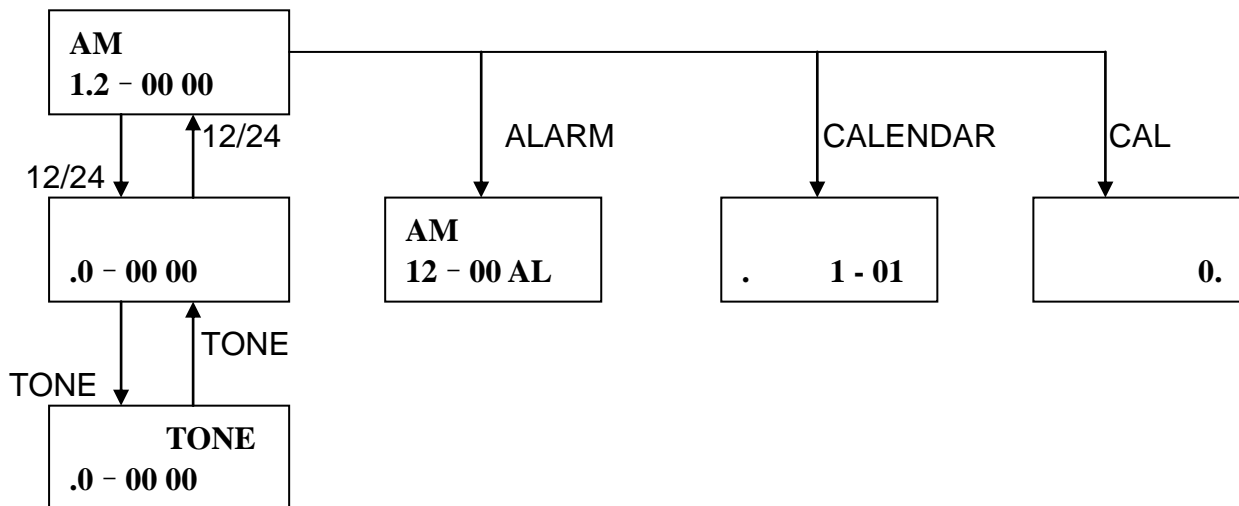 AM
1.2 - 00 00
12/24
12/24
ALARM
CALENDAR
CAL
.0 - 00 00
AM
12 - 00 AL
. 1 - 01
0.
TONE
TONE
TONE
.0 - 00 00